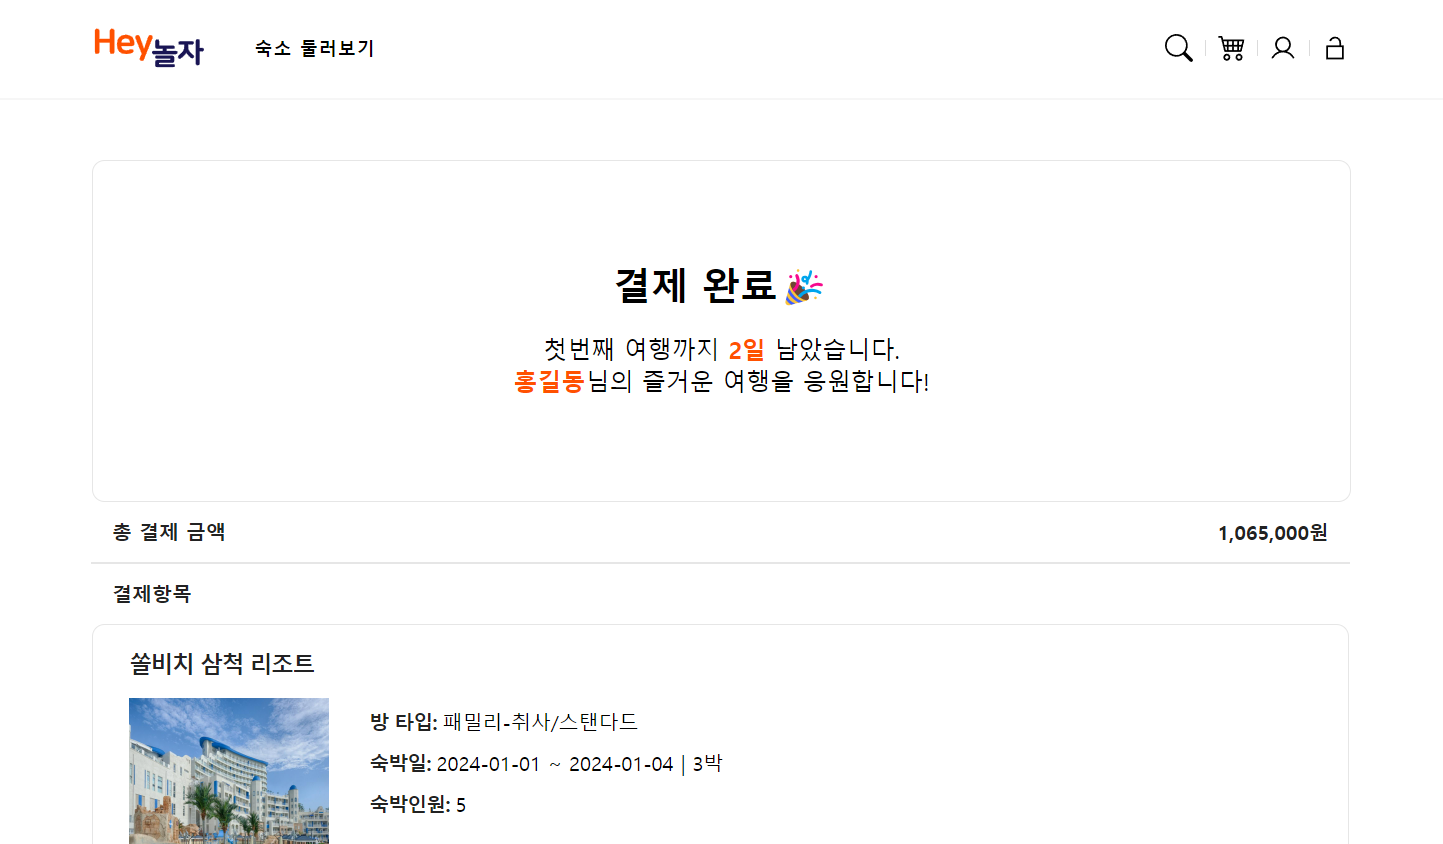 Hey놀자
숙소 둘러보기
결제 완료🎉
첫번째 여행까지 2일 남았습니다.
홍길동님의 즐거운 여행을 응원합니다!
총 결제 금액 1,065,000원
결제항목
쏠비치 삼척 리조트
방 타입: 패밀리-취사/스탠다드
숙박일: 2024-01-01 ~ 2024-01-04 | 3박
숙박인원: 5